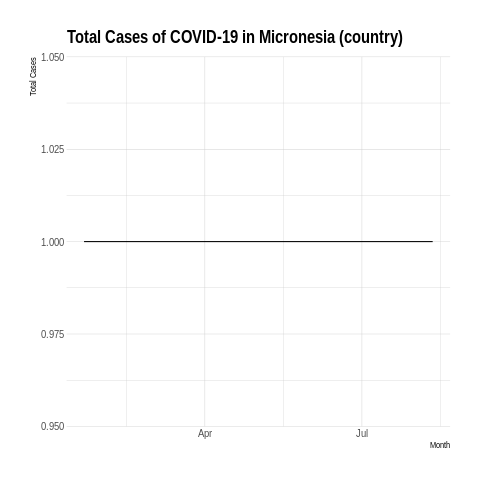 Total Cases of COVID-19 in Micronesia (country)
Total Cases
1.050
1.025
1.000
0.975
0.950
Apr
Jul
Month